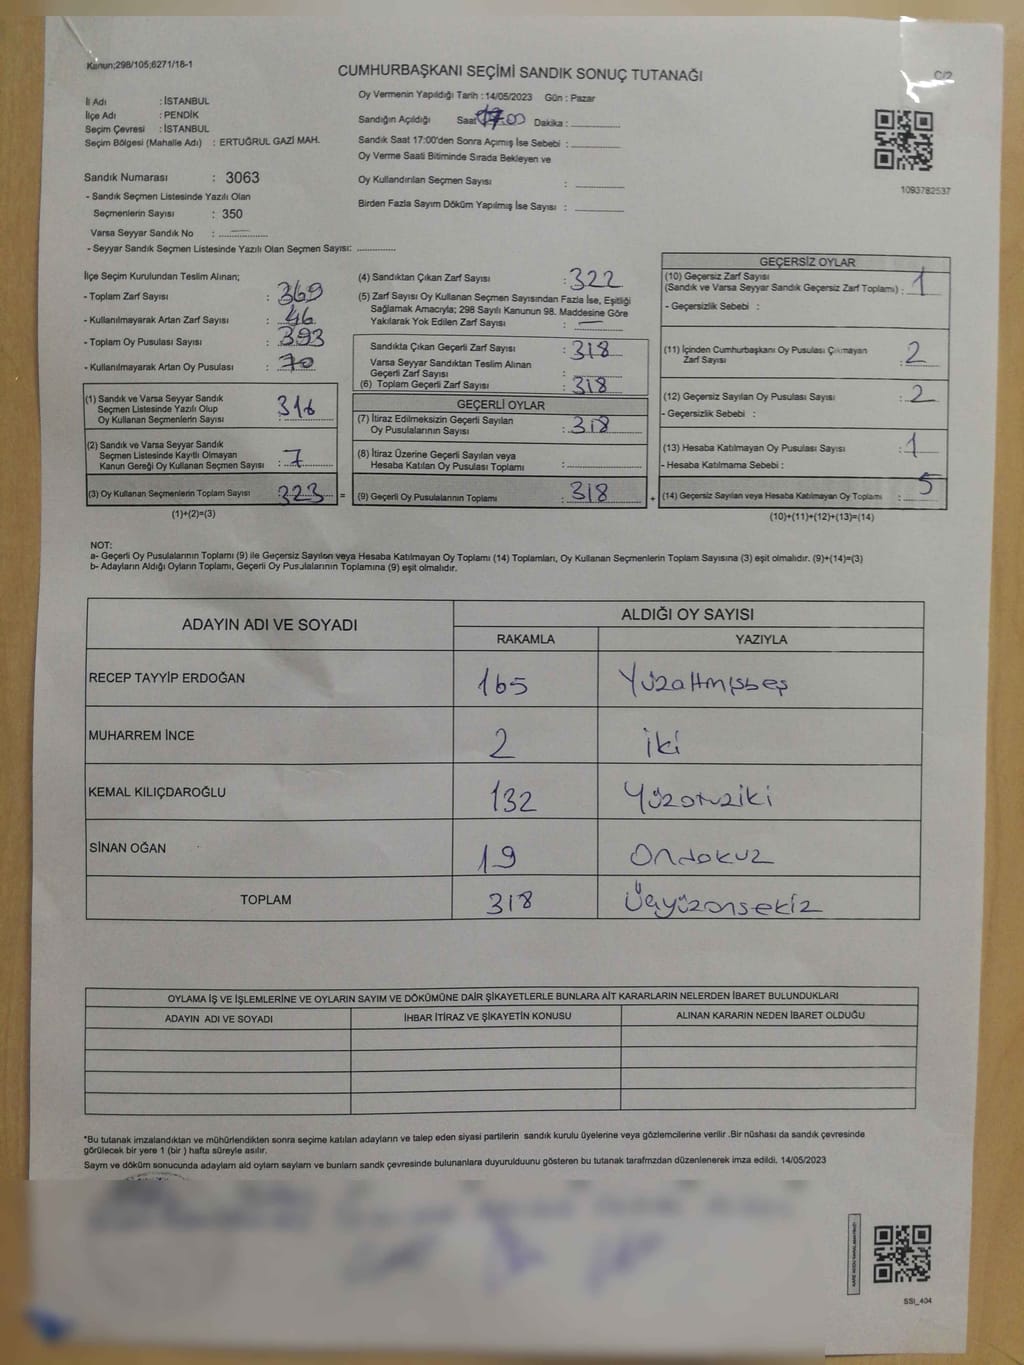 Kanun;298/105;6271/18-1
CUMHURBAŞKANI SEÇİMİ SANDIK SONUÇ TUTANAĞI
C/2
İl Adı : İSTANBUL
İlçe Adı : PENDİK
Seçim Çevresi : İSTANBUL
Seçim Bölgesi (Mahalle Adı) : ERTUĞRUL GAZİ MAH.
Sandık Numarası : 3063
- Sandık Seçmen Listesinde Yazılı Olan
Seçmenlerin Sayısı : 350
Varsa Seyyar Sandık No :
- Seyyar Sandık Seçmen Listesinde Yazılı Olan Seçmen Sayısı:
Oy Vermenin Yapıldığı Tarih : 14/05/2023 Gün : Pazar
Sandığın Açıldığı Saat 17.00 Dakika :
Sandık Saat 17:00'den Sonra Açımış İse Sebebi :
Oy Verme Saati Bitiminde Sırada Bekleyen ve
Oy Kullandırılan Seçmen Sayısı :
Birden Fazla Sayım Döküm Yapılmış İse Sayısı :
1093782537
İlçe Seçim Kurulundan Teslim Alınan;
- Toplam Zarf Sayısı : 369
- Kullanılmayarak Artan Zarf Sayısı : 46
- Toplam Oy Pusulası Sayısı : 393
- Kullanılmayarak Artan Oy Pusulası : 70
(1) Sandık ve Varsa Seyyar Sandık
Seçmen Listesinde Yazılı Olup
Oy Kullanan Seçmenlerin Sayısı : 316
(2) Sandık ve Varsa Seyyar Sandık
Seçmen Listesinde Kayıtlı Olmayan
Kanun Gereği Oy Kullanan Seçmen Sayısı : 7
(3) Oy Kullanan Seçmenlerin Toplam Sayısı 323 =
(1)+(2)=(3)
(4) Sandıktan Çıkan Zarf Sayısı : 322
(5) Zarf Sayısı Oy Kullanan Seçmen Sayısından Fazla İse, Eşitliği
Sağlamak Amacıyla; 298 Sayılı Kanunun 98. Maddesine Göre
Yakılarak Yok Edilen Zarf Sayısı :
Sandıkta Çıkan Geçerli Zarf Sayısı : 318
Varsa Seyyar Sandıktan Teslim Alınan
Geçerli Zarf Sayısı :
(6) Toplam Geçerli Zarf Sayısı : 318
GEÇERLİ OYLAR
(7) İtiraz Edilmeksizin Geçerli Sayılan
Oy Pusulalarının Sayısı : 318
(8) İtiraz Üzerine Geçerli Sayılan veya
Hesaba Katılan Oy Pusulası Toplamı :
(9) Geçerli Oy Pusulalarının Toplamı : 318 +
GEÇERSİZ OYLAR
(10) Geçersiz Zarf Sayısı
(Sandık ve Varsa Seyyar Sandık Geçersiz Zarf Toplamı) : 1
- Geçersizlik Sebebi :
(11) İçinden Cumhurbaşkanı Oy Pusulası Çıkmayan
Zarf Sayısı : 2
(12) Geçersiz Sayılan Oy Pusulası Sayısı : 2
- Geçersizlik Sebebi :
(13) Hesaba Katılmayan Oy Pusulası Sayısı : 1
- Hesaba Katılmama Sebebi :
(14) Geçersiz Sayılan veya Hesaba Katılmayan Oy Toplamı : 5
(10)+(11)+(12)+(13)=(14)
NOT:
a- Geçerli Oy Pusulalarının Toplamı (9) ile Geçersiz Sayılan veya Hesaba Katılmayan Oy Toplamı (14) Toplamları, Oy Kullanan Seçmenlerin Toplam Sayısına (3) eşit olmalıdır. (9)+(14)=(3)
b- Adayların Aldığı Oyların Toplamı, Geçerli Oy Pusulalarının Toplamına (9) eşit olmalıdır.
ADAYIN ADI VE SOYADI ALDIĞI OY SAYISI
RAKAMLA YAZIYLA
RECEP TAYYİP ERDOĞAN 165 Yüzaltmışbeş
MUHARREM İNCE 2 İki
KEMAL KILIÇDAROĞLU 132 Yüzotuziki
SİNAN OĞAN 19 Ondokuz
TOPLAM 318 Üçyüzonsekiz
OYLAMA İŞ VE İŞLEMLERİNE VE OYLARIN SAYIM VE DÖKÜMÜNE DAİR ŞİKAYETLERLE BUNLARA AİT KARARLARIN NELERDEN İBARET BULUNDUKLARI
ADAYIN ADI VE SOYADI İHBAR İTİRAZ VE ŞİKAYETİN KONUSU ALINAN KARARIN NEDEN İBARET OLDUĞU
*Bu tutanak imzalandıktan ve mühürlendikten sonra seçime katılan adayların ve talep eden siyasi partilerin sandık kurulu üyelerine veya gözlemcilerine verilir .Bir nüshası da sandık çevresinde
görülecek bir yere 1 (bir ) hafta süreyle asılır.
Saym ve döküm sonucunda adaylarn ald oylarn saylarn ve bunlarn sandk çevresinde bulunanlara duyurulduunu gösteren bu tutanak tarafmzdan düzenlenerek imza edildi. 14/05/2023
SSI_404